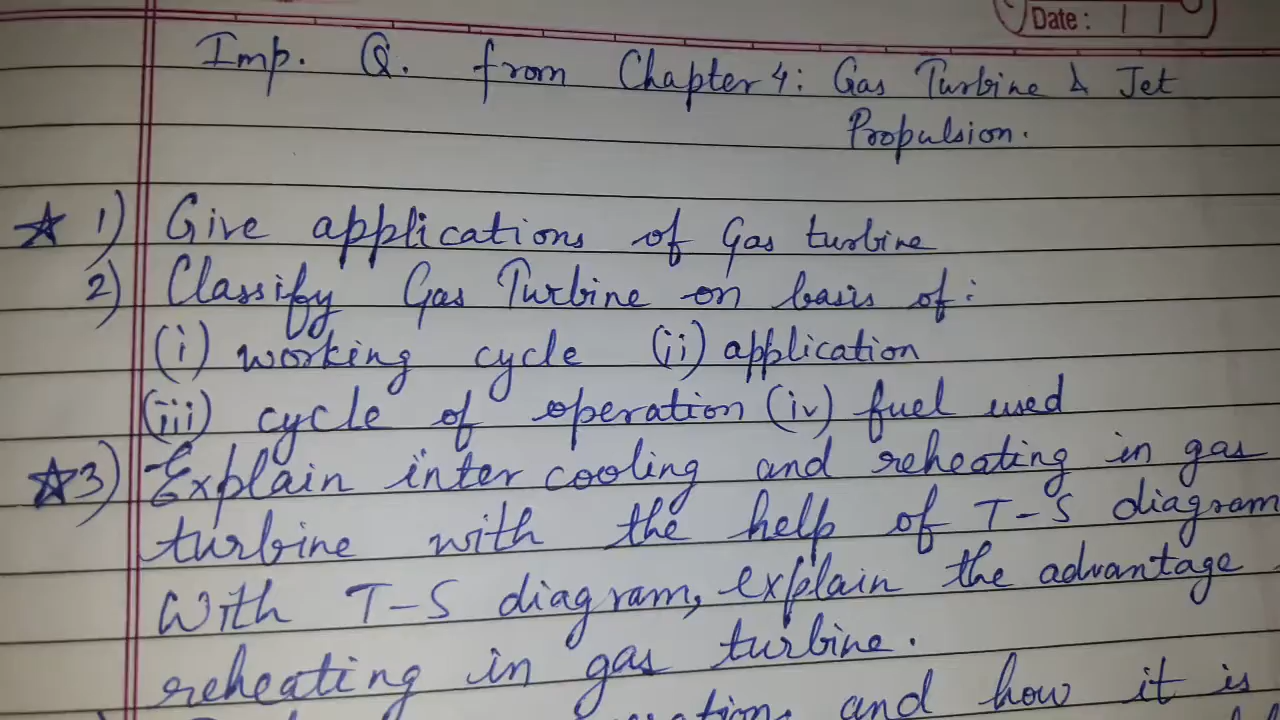 Date : | |
Imp. Q. from Chapter 4: Gas Turbine & Jet
Propulsion.
☆ 1) Give applications of Gas turbine
2) Classify Gas Turbine on basis of:
(i) working cycle (ii) application
(iii) cycle of operation (iv) fuel used
☆3) Explain inter cooling and reheating in gas
turbine with the help of T-S diagram
With T-S diagram, explain the advantage
reheating in gas turbine.
and how it is